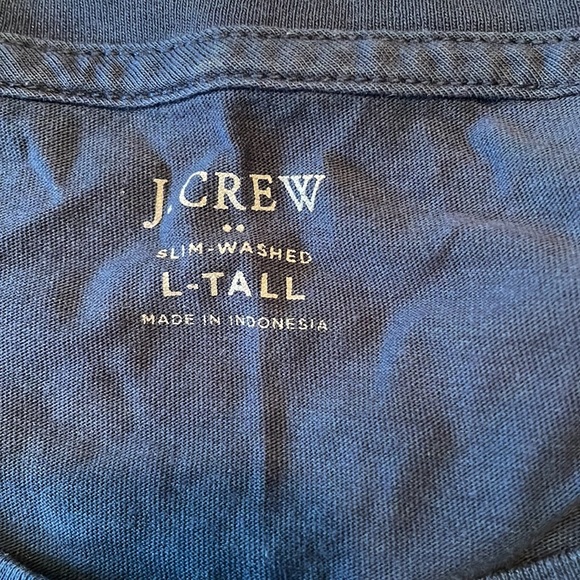 J.CREW
SLIM-WASHED
L-TALL
MADE IN INDONESIA